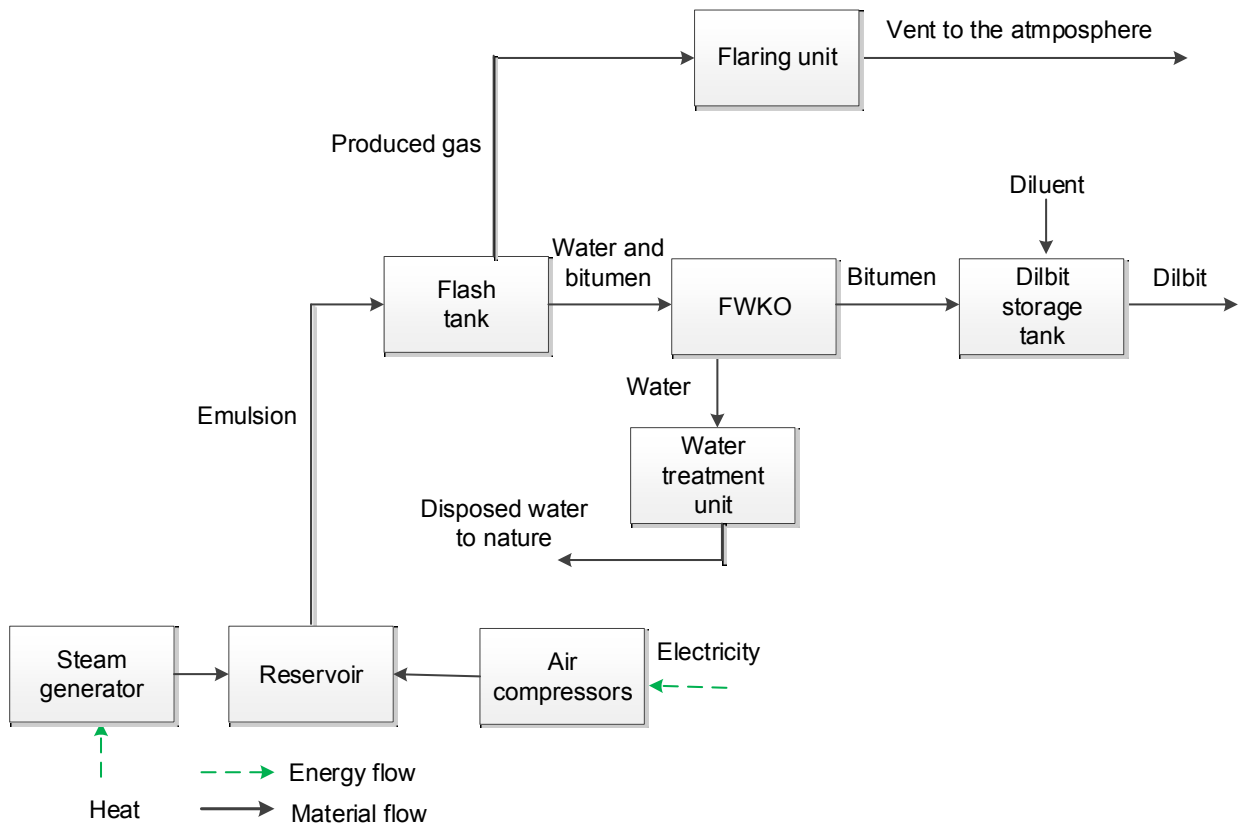 Vent to the atmposphere
Flaring unit
Produced gas
Diluent
Water and
bitumen
Bitumen
Dilbit
Flash
tank
FWKO
Dilbit
storage
tank
Water
Emulsion
Water
treatment
unit
Disposed water
to nature
Steam
generator
Reservoir
Air
compressors
Electricity
Energy flow
Heat
Material flow